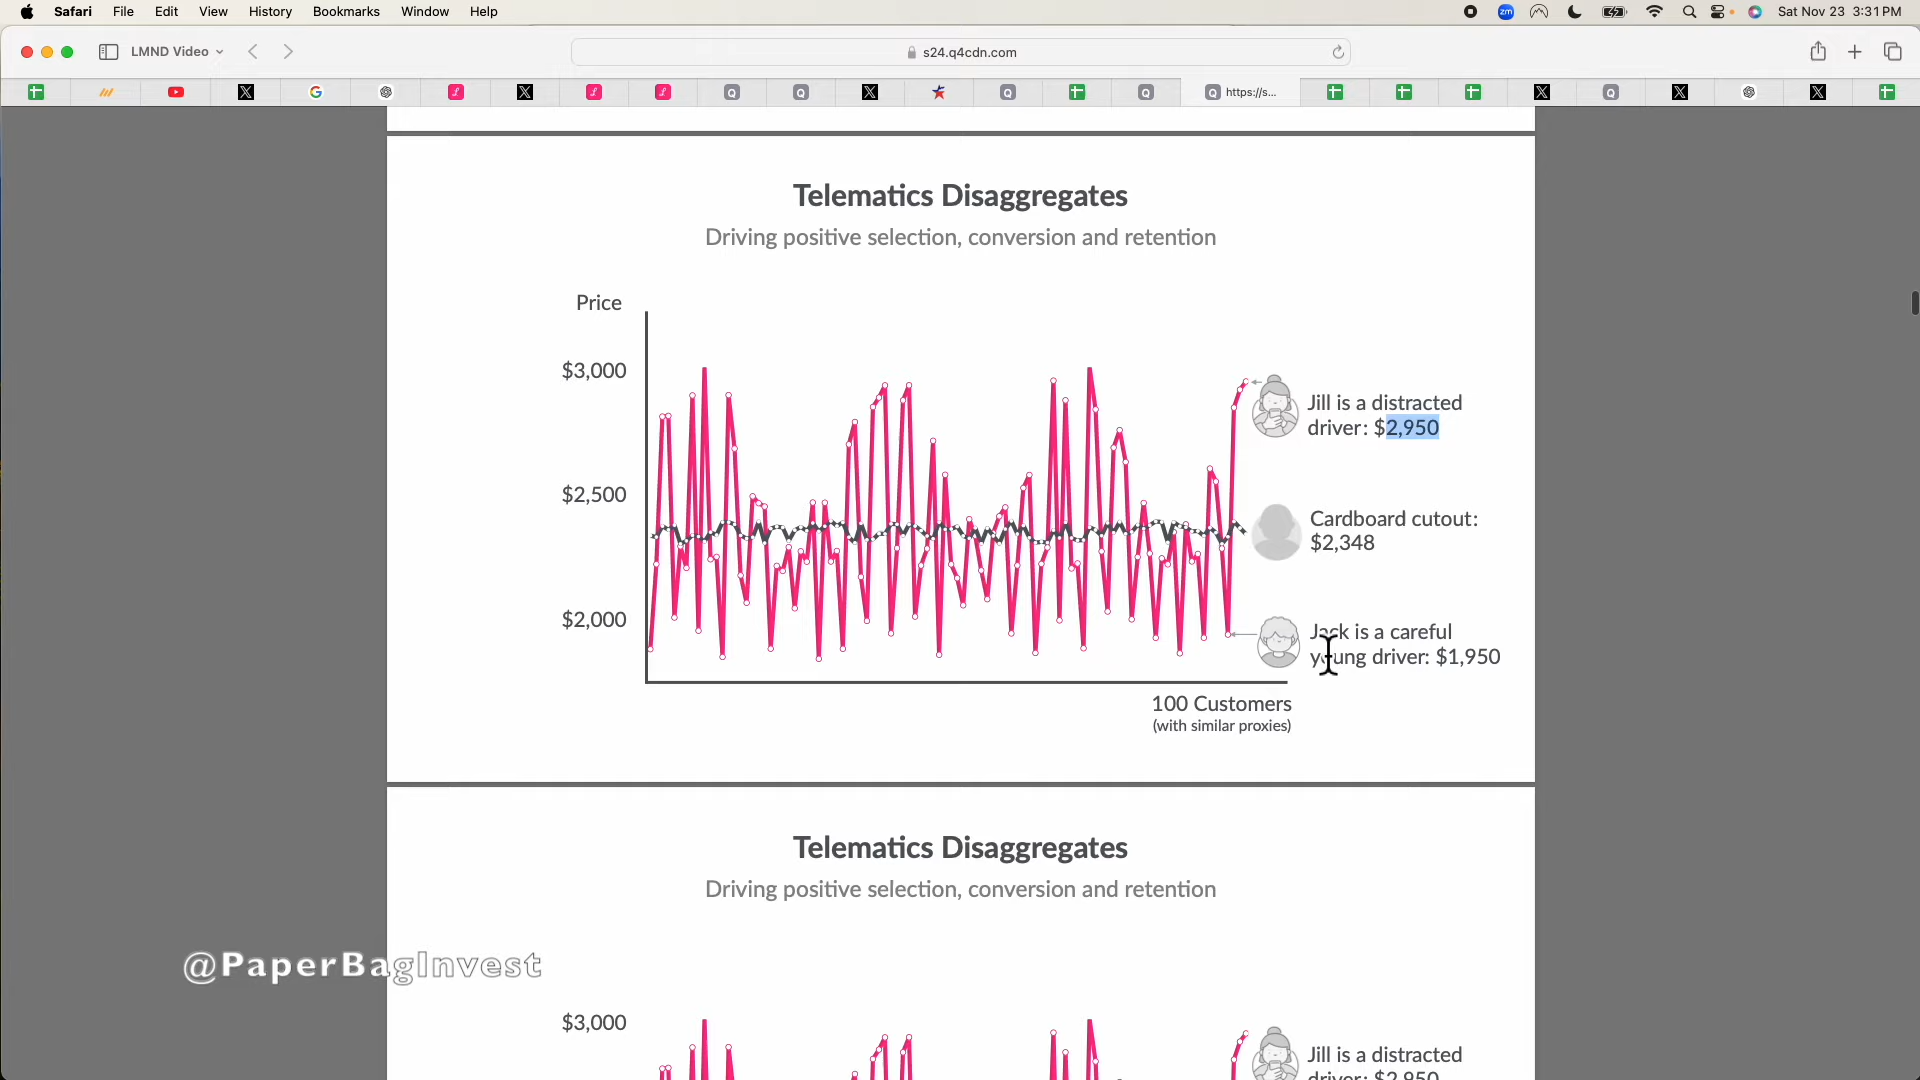 Safari File Edit View History Bookmarks Window Help
Sat Nov 23 3:31 PM
LMND Video
s24.q4cdn.com
https://s...
Telematics Disaggregates
Driving positive selection, conversion and retention
Price
$3,000
$2,500
$2,000
Jill is a distracted
driver: $2,950
Cardboard cutout:
$2,348
Jack is a careful
young driver: $1,950
100 Customers
(with similar proxies)
Telematics Disaggregates
Driving positive selection, conversion and retention
@PaperBagInvest
$3,000
Jill is a distracted
driver: $2,950